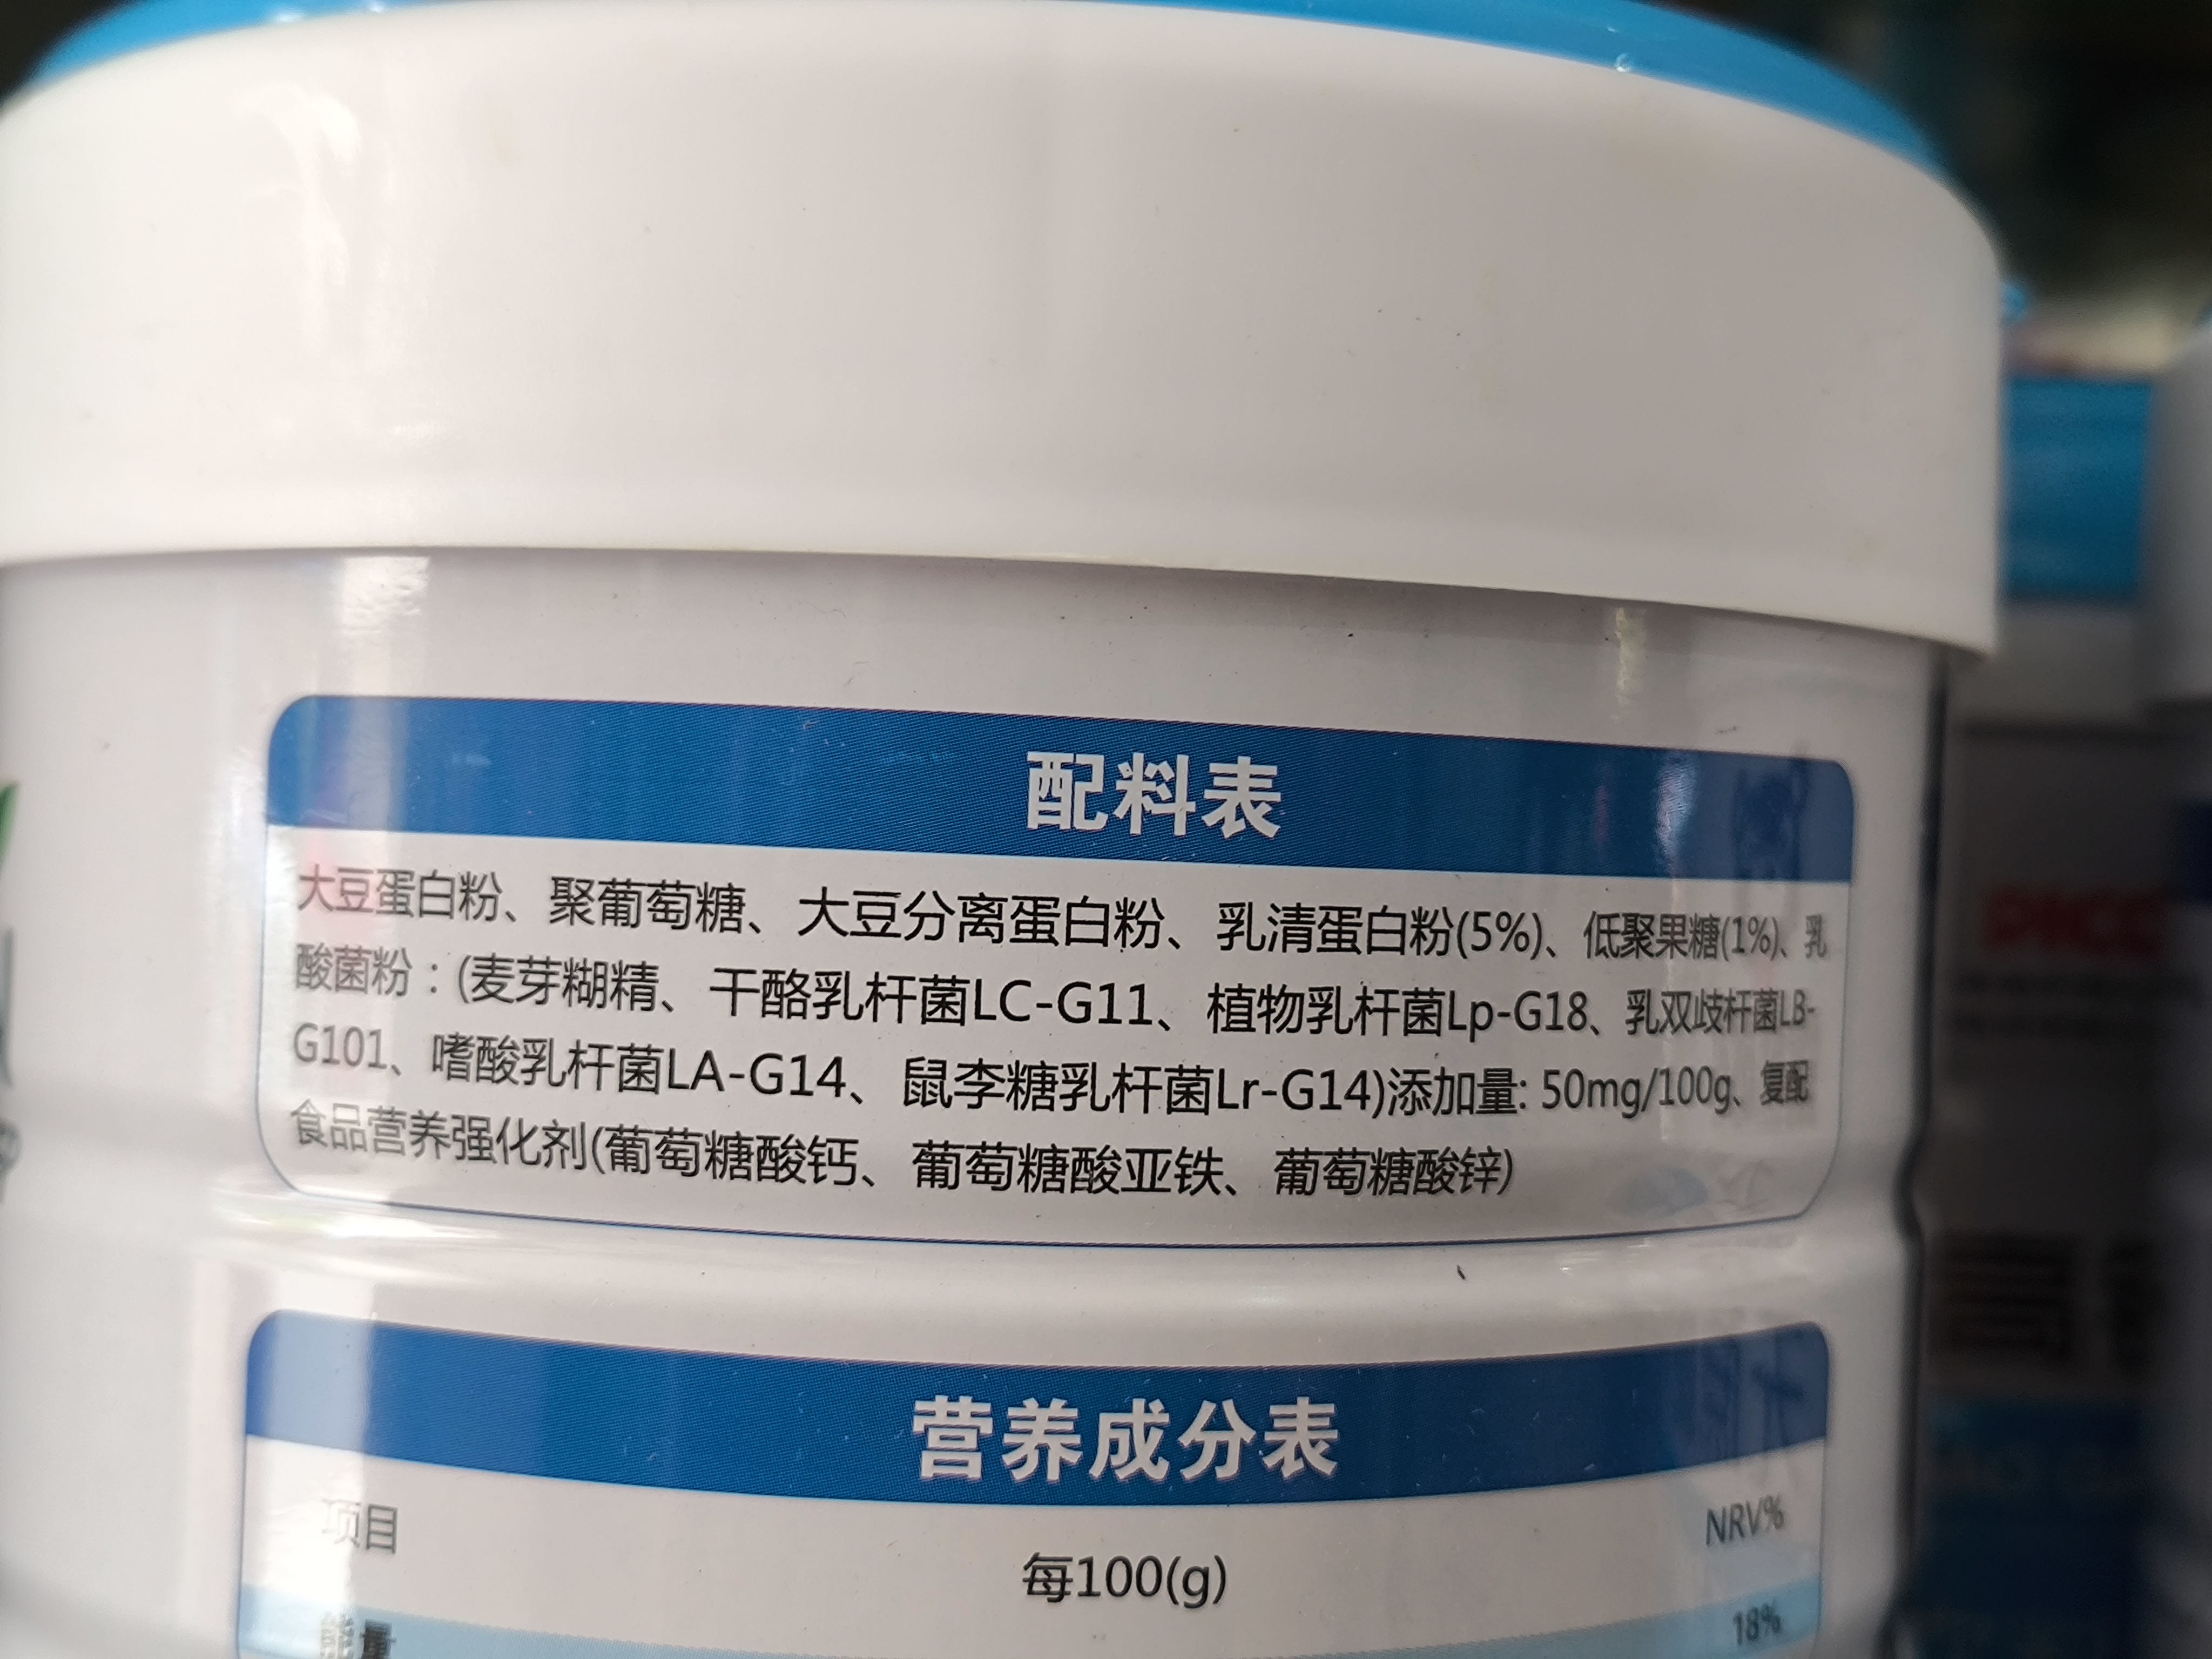 配料表
大豆蛋白粉、聚葡萄糖、大豆分离蛋白粉、乳清蛋白粉(5%)、低聚果糖(1%)、乳
酸菌粉：(麦芽糊精、干酪乳杆菌LC-G11、植物乳杆菌Lp-G18、乳双歧杆菌LB-
G101、嗜酸乳杆菌LA-G14、鼠李糖乳杆菌Lr-G14)添加量: 50mg/100g、复配
食品营养强化剂(葡萄糖酸钙、葡萄糖酸亚铁、葡萄糖酸锌)
营养成分表
项目 每100(g) NRV%
能量 18%